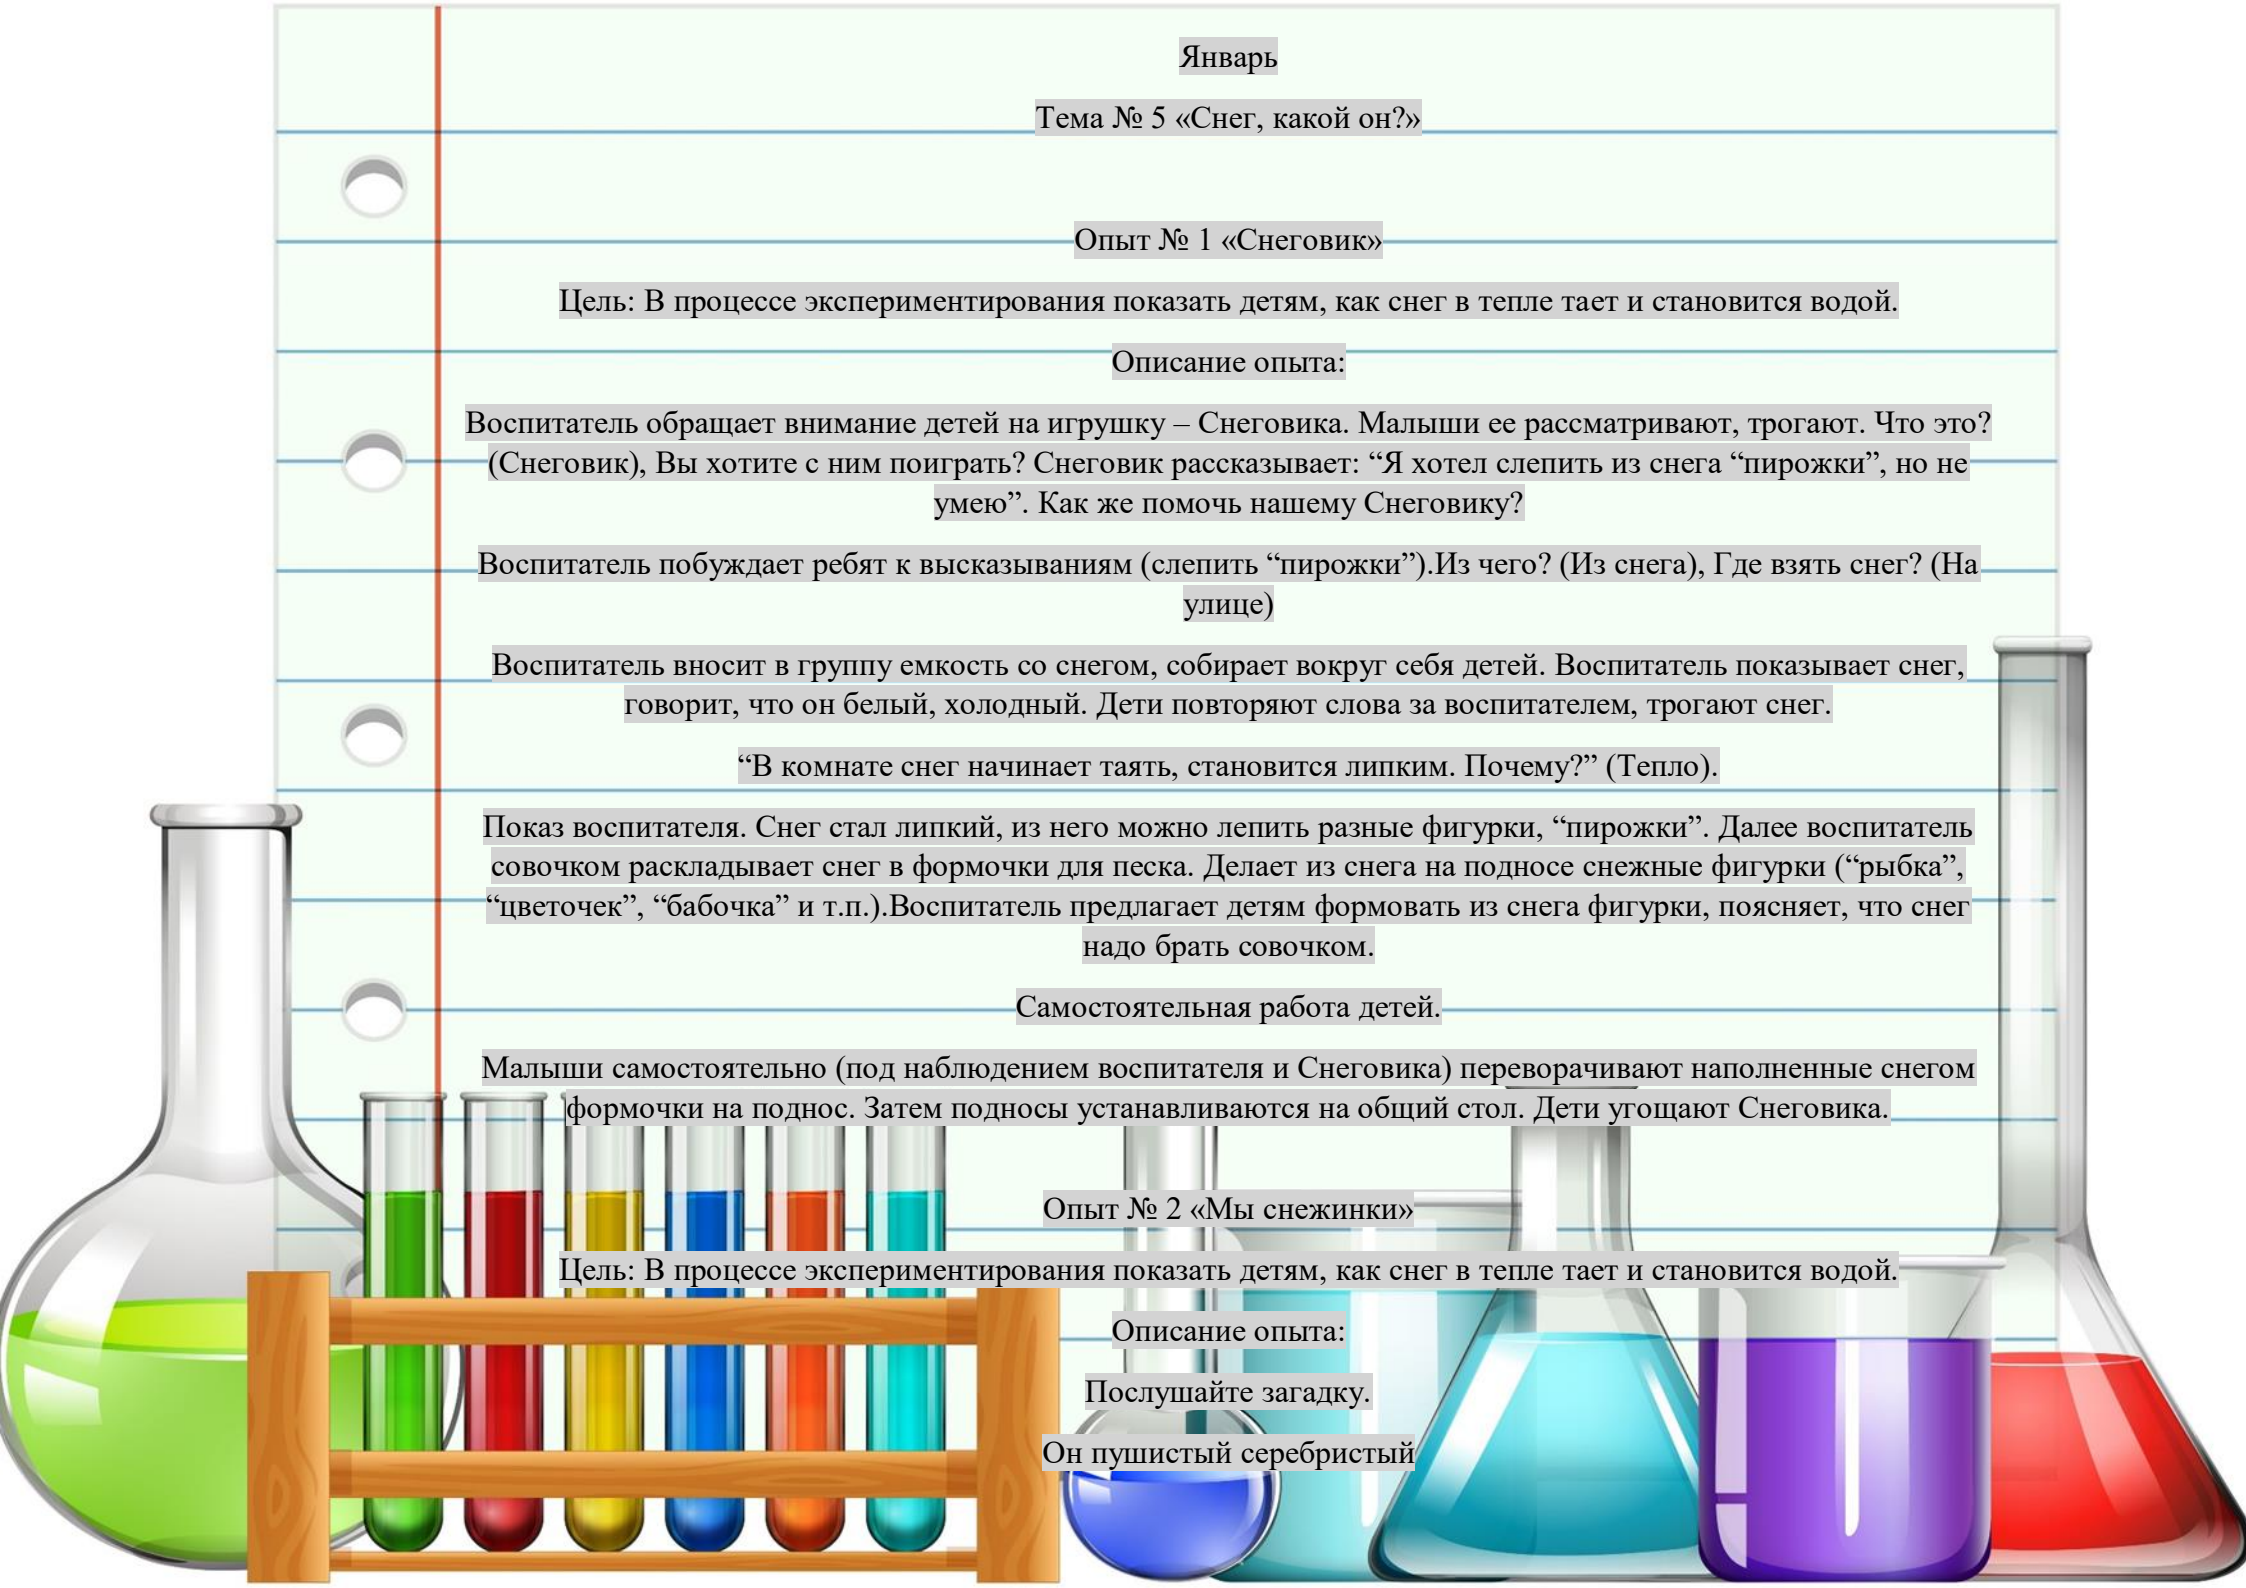 Январь
Тема № 5 «Снег, какой он?»
Опыт № 1 «Снеговик»
Цель: В процессе экспериментирования показать детям, как снег в тепле тает и становится водой.
Описание опыта:
Воспитатель обращает внимание детей на игрушку – Снеговика. Малыши ее рассматривают, трогают. Что это?
(Снеговик), Вы хотите с ним поиграть? Снеговик рассказывает: “Я хотел слепить из снега “пирожки”, но не
умею”. Как же помочь нашему Снеговику?
Воспитатель побуждает ребят к высказываниям (слепить “пирожки”).Из чего? (Из снега), Где взять снег? (На
улице)
Воспитатель вносит в группу емкость со снегом, собирает вокруг себя детей. Воспитатель показывает снег,
говорит, что он белый, холодный. Дети повторяют слова за воспитателем, трогают снег.
“В комнате снег начинает таять, становится липким. Почему?” (Тепло).
Показ воспитателя. Снег стал липкий, из него можно лепить разные фигурки, “пирожки”. Далее воспитатель
совочком раскладывает снег в формочки для песка. Делает из снега на подносе снежные фигурки (“рыбка”,
“цветочек”, “бабочка” и т.п.).Воспитатель предлагает детям формовать из снега фигурки, поясняет, что снег
надо брать совочком.
Самостоятельная работа детей.
Малыши самостоятельно (под наблюдением воспитателя и Снеговика) переворачивают наполненные снегом
формочки на поднос. Затем подносы устанавливаются на общий стол. Дети угощают Снеговика.
Опыт № 2 «Мы снежинки»
Цель: В процессе экспериментирования показать детям, как снег в тепле тает и становится водой.
Описание опыта:
Послушайте загадку.
Он пушистый серебристый